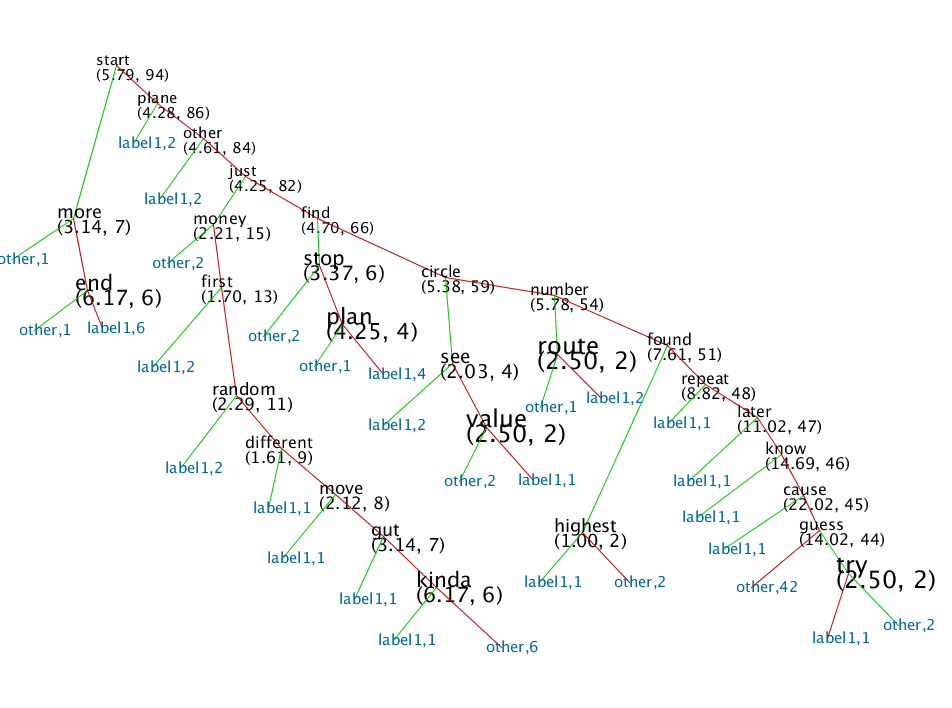 start
(5.79, 94)
plane
(4.28, 86)
label1,2
other
(4.61, 84)
label1,2
just
(4.25, 82)
more
(3.14, 7)
money
(2.21, 15)
find
(4.70, 66)
other,1
other,2
stop
(3.37, 6)
circle
(5.38, 59)
end
(6.17, 6)
first
(1.70, 13)
number
(5.78, 54)
other,1
label1,6
plan
(4.25, 4)
other,2
route
(2.50, 2)
found
(7.61, 51)
label1,2
other,1
label1,4
see
(2.03, 4)
repeat
(8.82, 48)
random
(2.29, 11)
other,1
label1,2
label1,2
value
(2.50, 2)
label1,1
later
(11.02, 47)
different
(1.61, 9)
know
(14.69, 46)
label1,2
other,2
label1,1
label1,1
move
(2.12, 8)
cause
(22.02, 45)
label1,1
label1,1
gut
(3.14, 7)
highest
(1.00, 2)
guess
(14.02, 44)
label1,1
label1,1
kinda
(6.17, 6)
label1,1
other,2
other,42
try
(2.50, 2)
label1,1
label1,1
other,6
label1,1
other,2